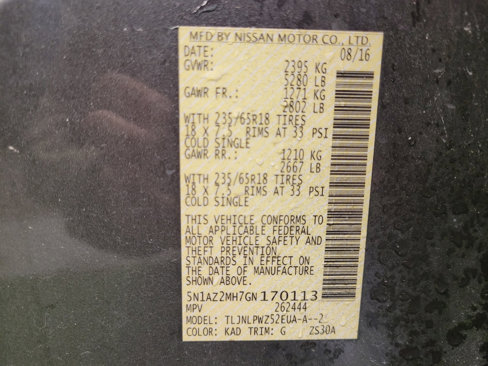 MFD BY NISSAN MOTOR CO., LTD.
DATE: 08/16
GVWR: 2395 KG
5280 LB
GAWR FR.: 1271 KG
2802 LB
WITH 235/65R18 TIRES
18 X 7.5 RIMS AT 33 PSI
COLD SINGLE
GAWR RR.: 1210 KG
2667 LB
WITH 235/65R18 TIRES
18 X 7.5 RIMS AT 33 PSI
COLD SINGLE
THIS VEHICLE CONFORMS TO
ALL APPLICABLE FEDERAL
MOTOR VEHICLE SAFETY AND
THEFT PREVENTION
STANDARDS IN EFFECT ON
THE DATE OF MANUFACTURE
SHOWN ABOVE.
5N1AZ2MH7GN170113
MPV 262444
MODEL: TLJNLPWZ52EUA-A--2
COLOR: KAD TRIM: G ZS30A